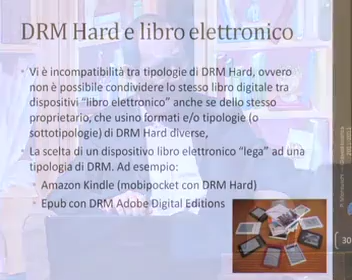 DRM Hard e libro elettronico
• Vi è incompatibilità tra tipologie di DRM Hard, ovvero
non è possibile condividere lo stesso libro digitale tra
dispositivi "libro elettronico" anche se dello stesso
proprietario, che usino formati e/o tipologie (o
sottotipologie) di DRM Hard diverse,
• La scelta di un dispositivo libro elettronico "lega" ad una
tipologia di DRM. Ad esempio:
• Amazon Kindle (mobipocket con DRM Hard)
• Epub con DRM Adobe Digital Editions
30